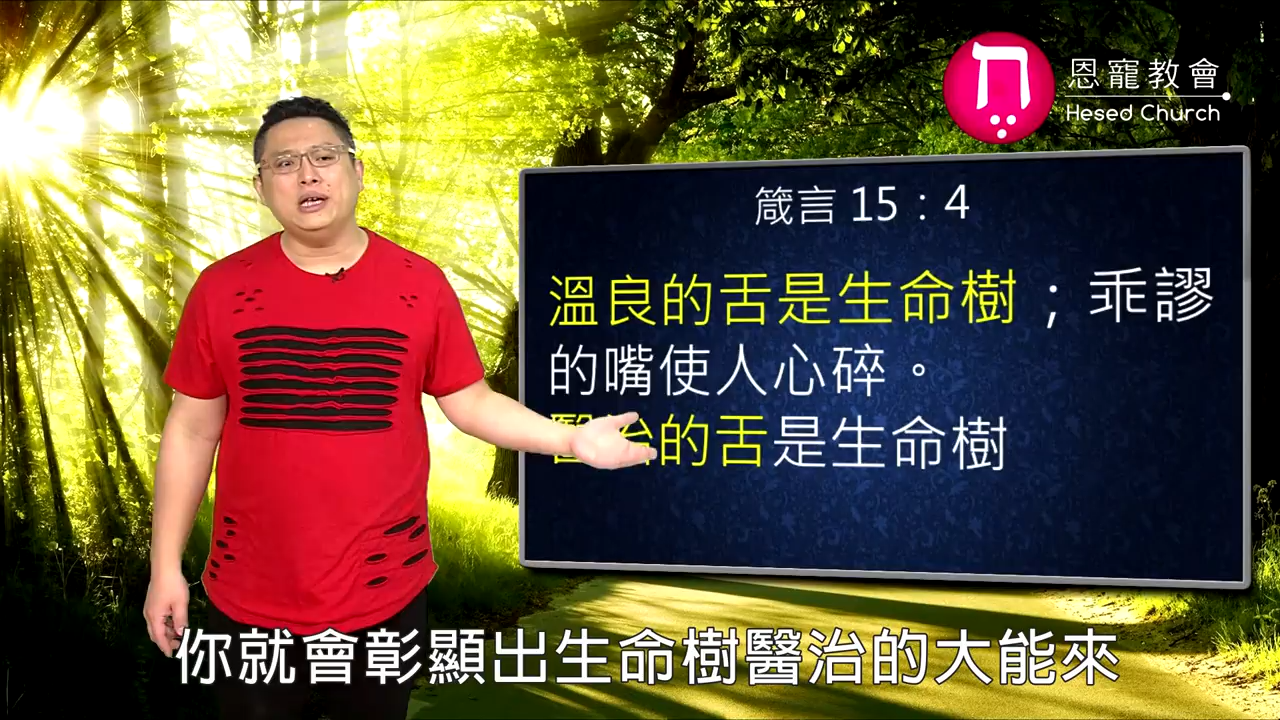 恩寵教會
Hesed Church
箴言 15：4
溫良的舌是生命樹；乖謬
的嘴使人心碎。
醫治的舌是生命樹
你就會彰顯出生命樹醫治的大能來